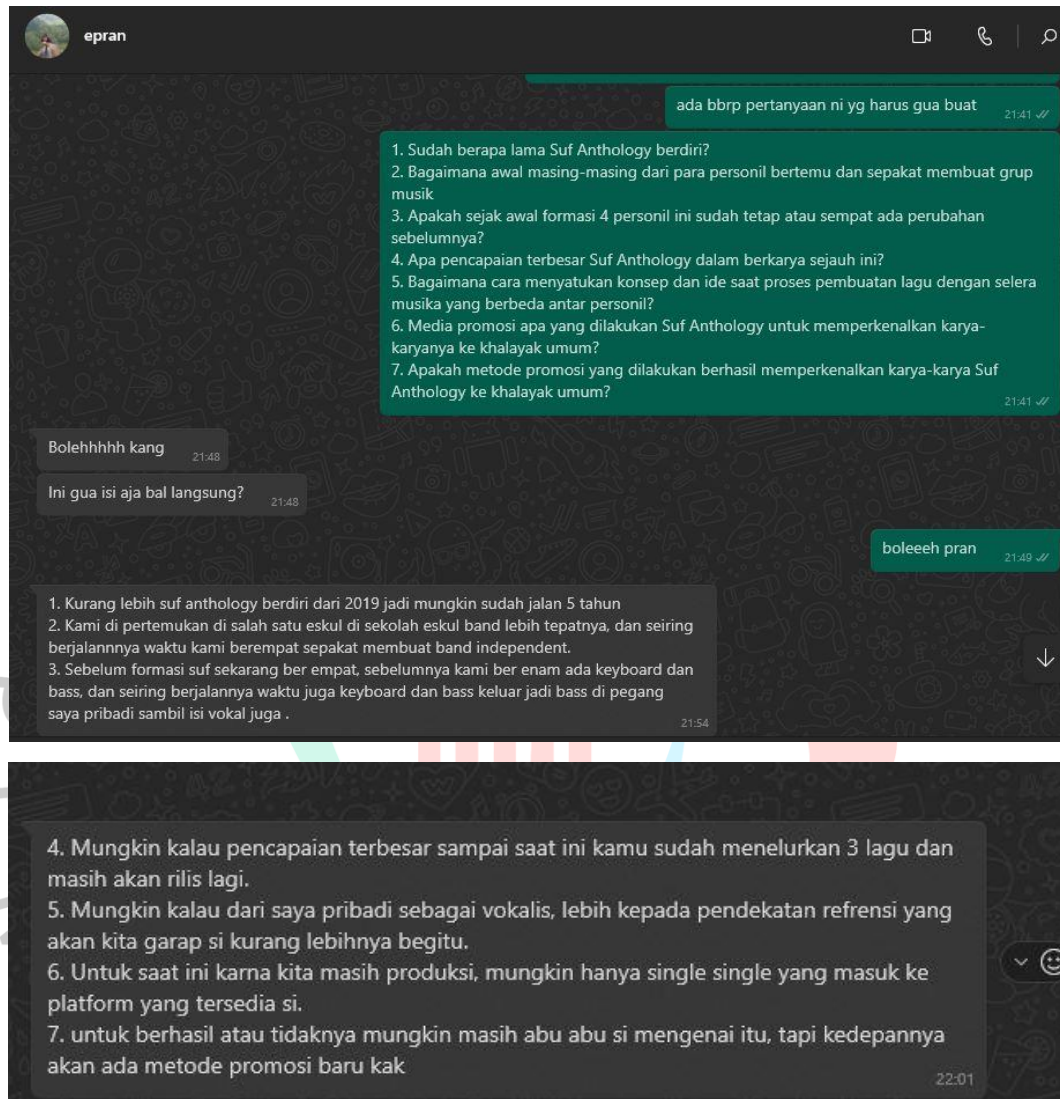 epran
ada bbrp pertanyaan ni yg harus gua buat
21:41
1. Sudah berapa lama Suf Anthology berdiri?
2. Bagaimana awal masing-masing dari para personil bertemu dan sepakat membuat grup
musik
3. Apakah sejak awal formasi 4 personil ini sudah tetap atau sempat ada perubahan
sebelumnya?
4. Apa pencapaian terbesar Suf Anthology dalam berkarya sejauh ini?
5. Bagaimana cara menyatukan konsep dan ide saat proses pembuatan lagu dengan selera
musika yang berbeda antar personil?
6. Media promosi apa yang dilakukan Suf Anthology untuk memperkenalkan karya-
karyanya ke khalayak umum?
7. Apakah metode promosi yang dilakukan berhasil memperkenalkan karya-karya Suf
Anthology ke khalayak umum?
21:41
Bolehhhhh kang
21:48
Ini gua isi aja bal langsung?
21:48
boleeeh pran
21:49
1. Kurang lebih suf anthology berdiri dari 2019 jadi mungkin sudah jalan 5 tahun
2. Kami di pertemukan di salah satu eskul di sekolah eskul band lebih tepatnya, dan seiring
berjalannnya waktu kami berempat sepakat membuat band independent.
3. Sebelum formasi suf sekarang ber empat, sebelumnya kami ber enam ada keyboard dan
bass, dan seiring berjalannya waktu juga keyboard dan bass keluar jadi bass di pegang
saya pribadi sambil isi vokal juga .
21:54
4. Mungkin kalau pencapaian terbesar sampai saat ini kamu sudah menelurkan 3 lagu dan
masih akan rilis lagi.
5. Mungkin kalau dari saya pribadi sebagai vokalis, lebih kepada pendekatan refrensi yang
akan kita garap si kurang lebihnya begitu.
6. Untuk saat ini karna kita masih produksi, mungkin hanya single single yang masuk ke
platform yang tersedia si.
7. untuk berhasil atau tidaknya mungkin masih abu abu si mengenai itu, tapi kedepannya
akan ada metode promosi baru kak
22:01